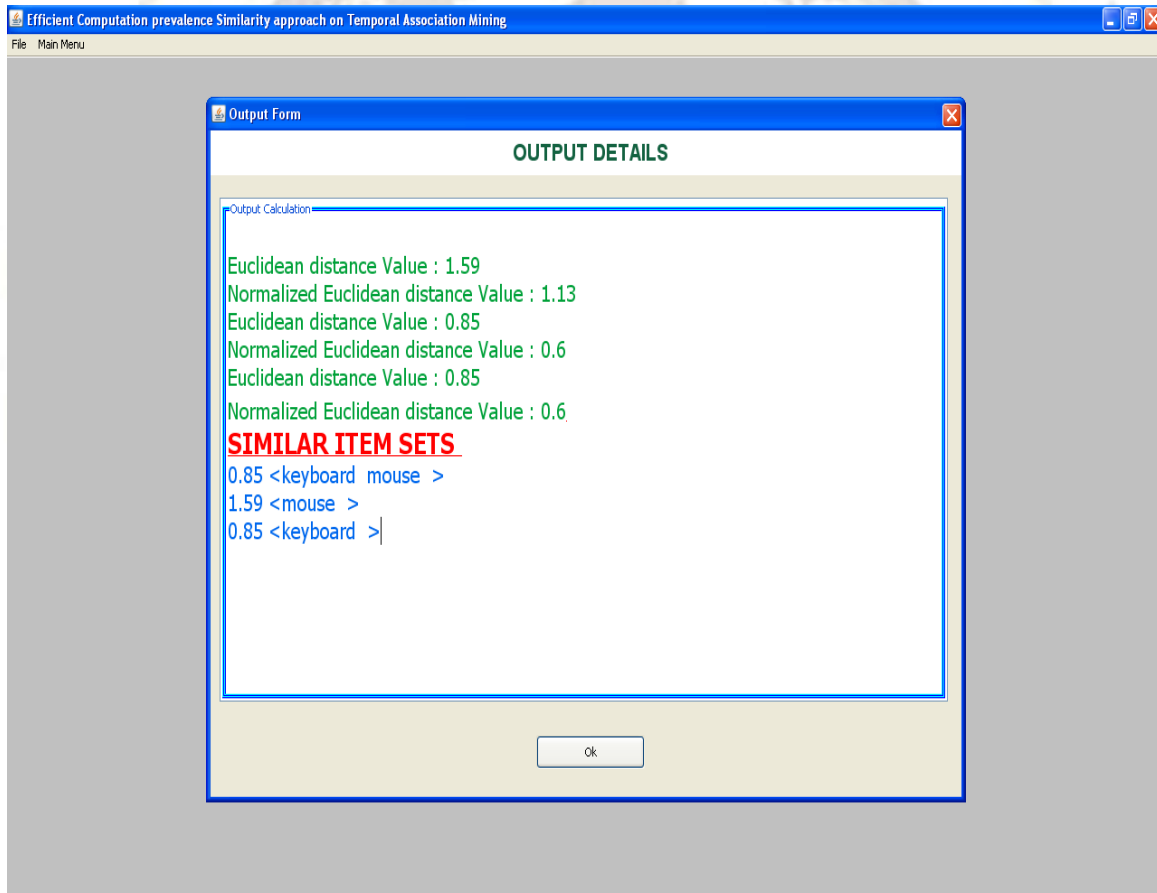 Efficient Computation prevalence Similarity approach on Temporal Association Mining
File Main Menu
Output Form
OUTPUT DETAILS
Output Calculation
Euclidean distance Value : 1.59
Normalized Euclidean distance Value : 1.13
Euclidean distance Value : 0.85
Normalized Euclidean distance Value : 0.6
Euclidean distance Value : 0.85
Normalized Euclidean distance Value : 0.6
SIMILAR ITEM SETS
0.85 <keyboard mouse >
1.59 <mouse >
0.85 <keyboard >
Ok